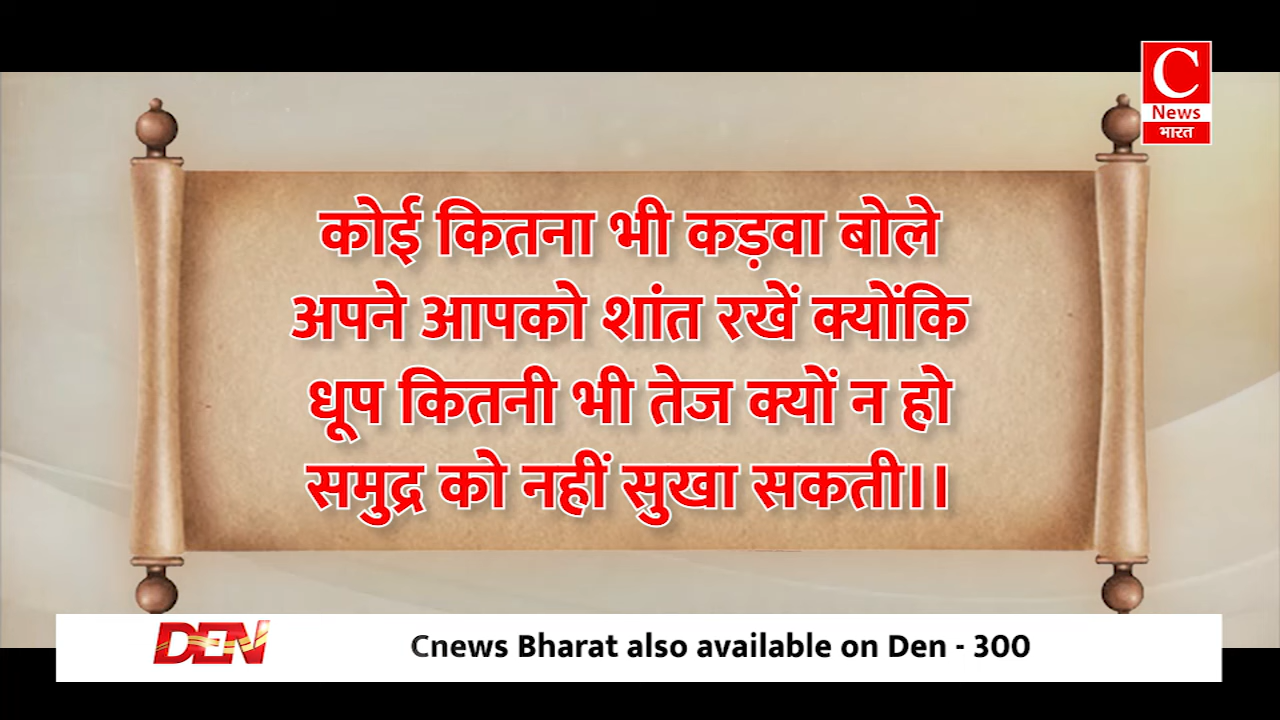 C
News
भारत
कोई कितना भी कड़वा बोले
अपने आपको शांत रखें क्योंकि
धूप कितनी भी तेज क्यों न हो
समुद्र को नहीं सुखा सकती।।
DEN
Cnews Bharat also available on Den - 300